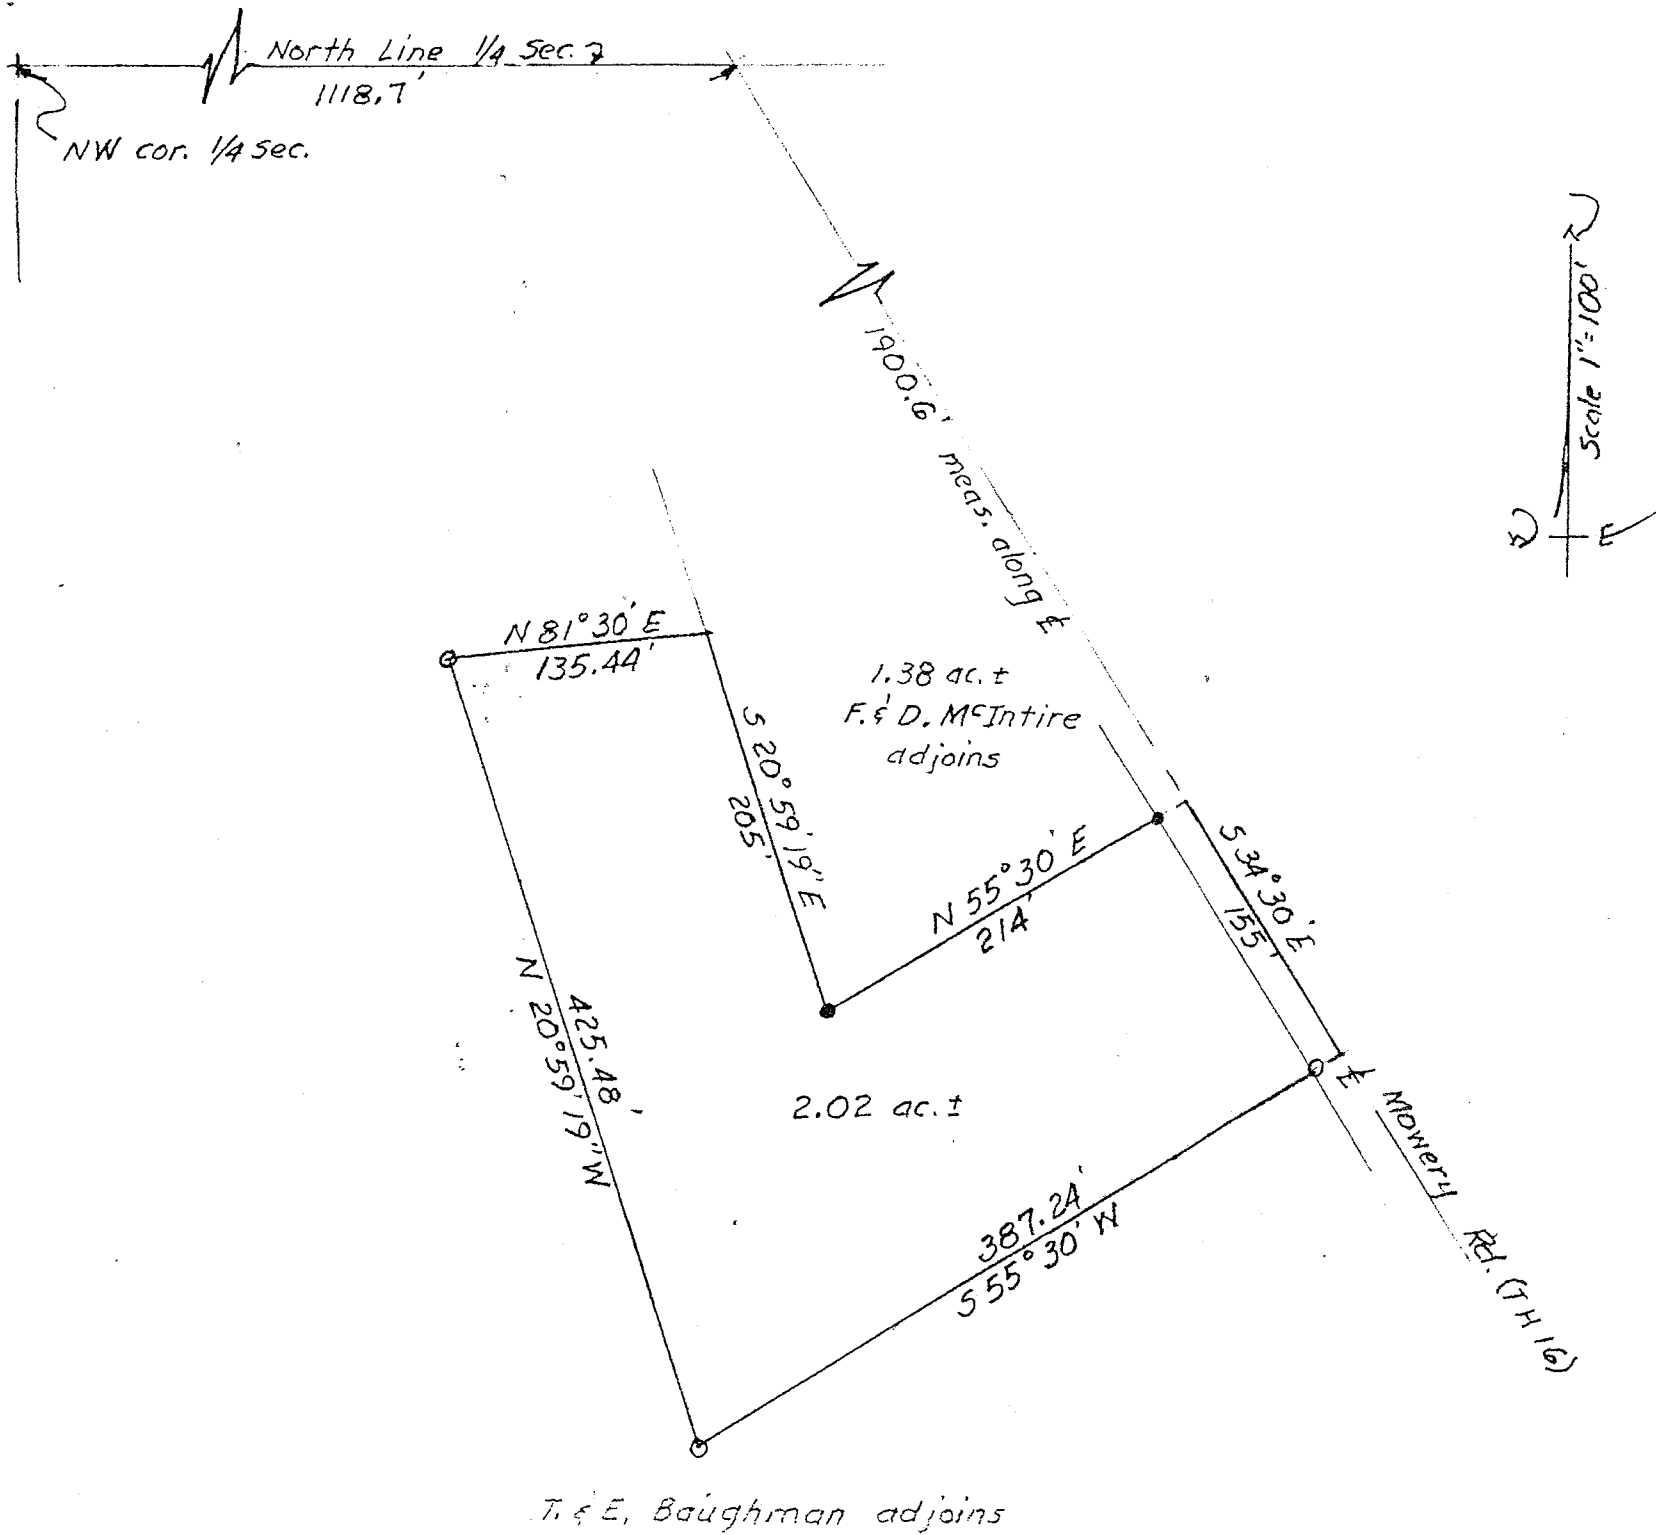 North Line 1/4 Sec. 7
1118.7'
NW cor. 1/4 Sec.
1900.6' meas. along ℄
N
Scale 1"=100'
W
E
N 81°30' E
135.44'
1.38 ac. ±
F. & D. McIntire
adjoins
S 20°59'19" E
205'
N 55°30' E
214'
S 34°30' E
155'
425.48'
N 20°59'19" W
2.02 ac. ±
℄ Mowery Rd. (TH 16)
387.24'
S 55°30' W
T. & E. Baughman adjoins